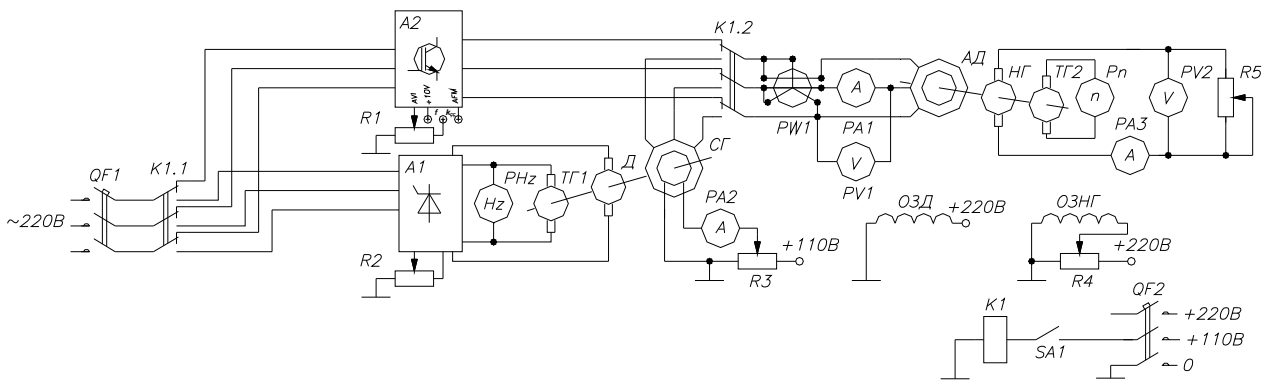 A2
K1.2
AVI
+10V
AFM
f
R1
A1
QF1
K1.1
~220В
R2
Hz
PHz
ТГ1
Д
СГ
PA2
A
+110В
R3
PW1
A
PA1
V
PV1
АД
НГ
ТГ2
Pn
n
PV2
V
R5
PA3
A
ОЗД
+220В
ОЗНГ
+220В
R4
K1
SA1
QF2
+220В
+110В
0